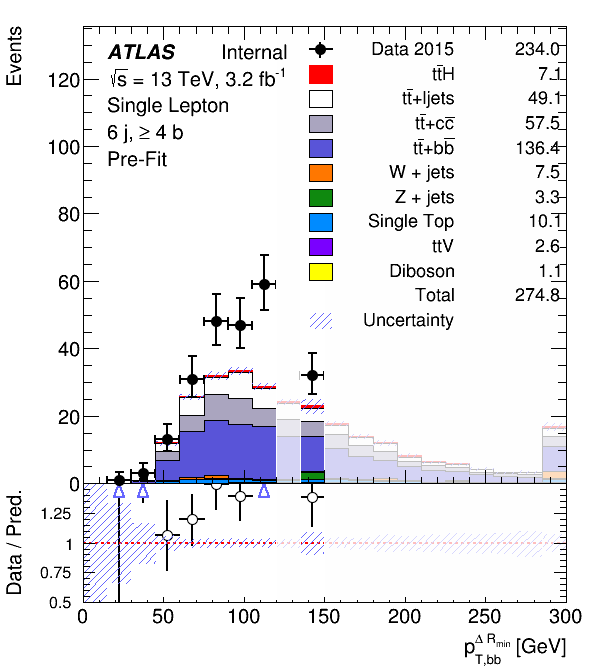 Events
ATLAS Internal
√s = 13 TeV, 3.2 fb⁻¹
Single Lepton
6 j, ≥ 4 b
Pre-Fit
Data 2015 234.0
tt̄H 7.1
tt̄+ljets 49.1
tt̄+cc̄ 57.5
tt̄+bb̄ 136.4
W + jets 7.5
Z + jets 3.3
Single Top 10.1
ttV 2.6
Diboson 1.1
Total 274.8
Uncertainty
120
100
80
60
40
20
0
Data / Pred.
1.25
1
0.75
0.5
0 50 100 150 200 250 300
p_{T,bb}^{Δ R_{min}} [GeV]